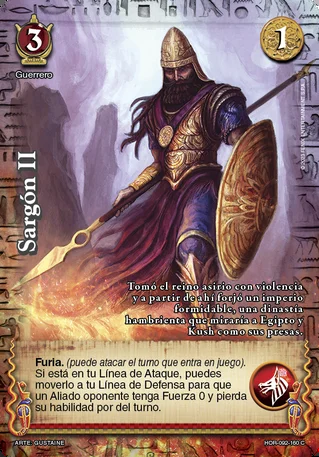 3
1
Guerrero
Sargón II
Tomó el reino asirio con violencia
y a partir de ahí forjó un imperio
formidable, una dinastía
hambrienta que miraría a Egipto y
Kush como sus presas.
Furia. (puede atacar el turno que entra en juego).
Si está en tu Línea de Ataque, puedes
moverlo a tu Línea de Defensa para que
un Aliado oponente tenga Fuerza 0 y pierda
su habilidad por del turno.
ARTE. GUSTAINE
HOR-092-160 C